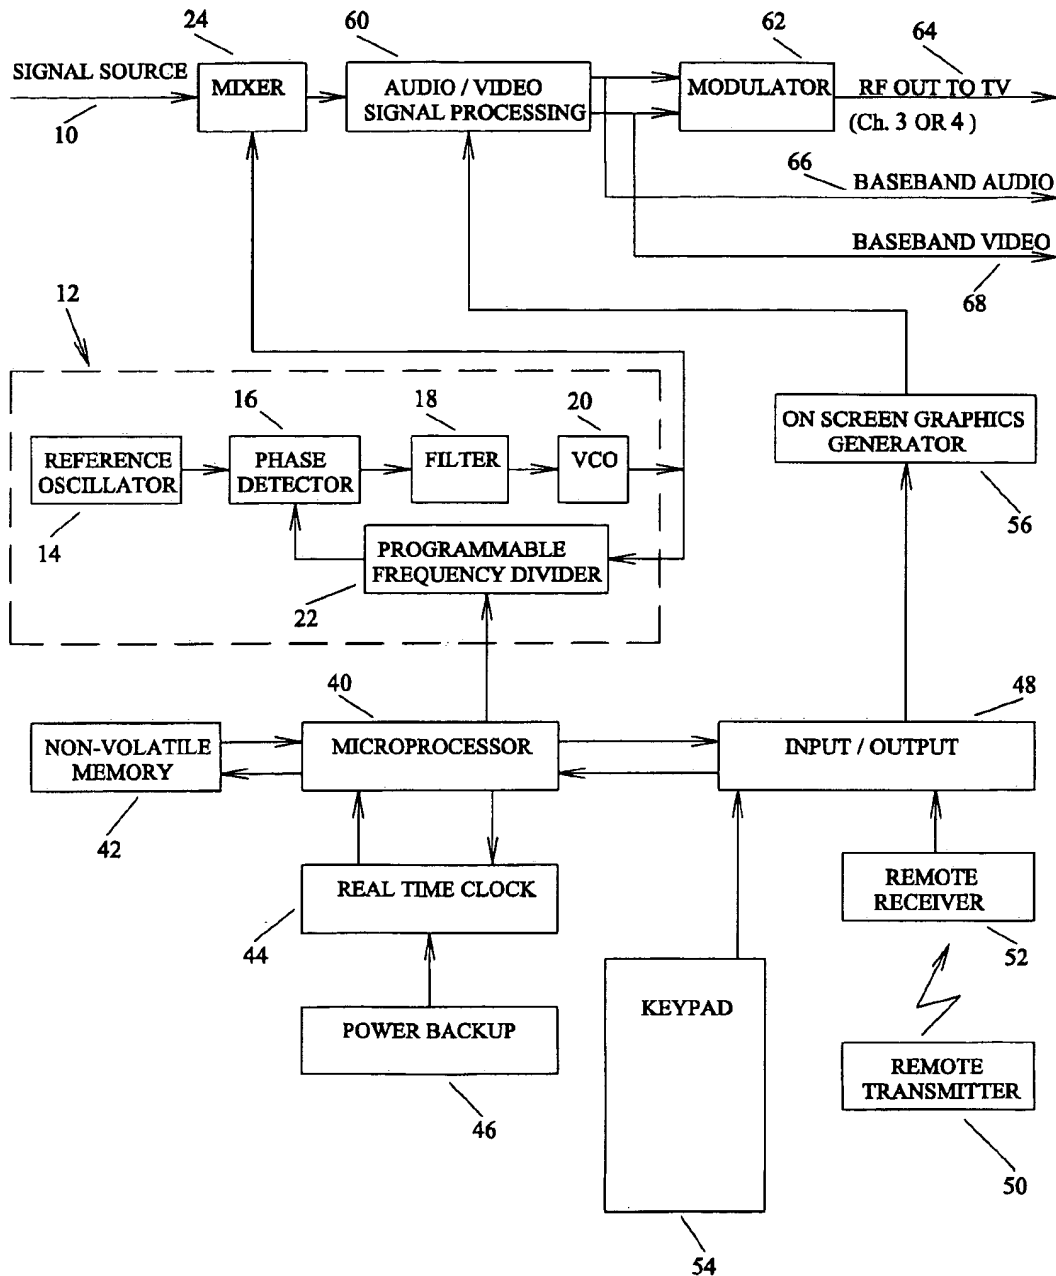 24
60
62
64
SIGNAL SOURCE
MIXER
AUDIO / VIDEO
SIGNAL PROCESSING
MODULATOR
RF OUT TO TV
(Ch. 3 OR 4 )
10
66
BASEBAND AUDIO
BASEBAND VIDEO
68
12
16
18
20
REFERENCE
OSCILLATOR
PHASE
DETECTOR
FILTER
VCO
ON SCREEN GRAPHICS
GENERATOR
14
56
PROGRAMMABLE
FREQUENCY DIVIDER
22
40
48
NON-VOLATILE
MEMORY
MICROPROCESSOR
INPUT / OUTPUT
42
REAL TIME CLOCK
REMOTE
RECEIVER
44
52
POWER BACKUP
KEYPAD
REMOTE
TRANSMITTER
46
50
54